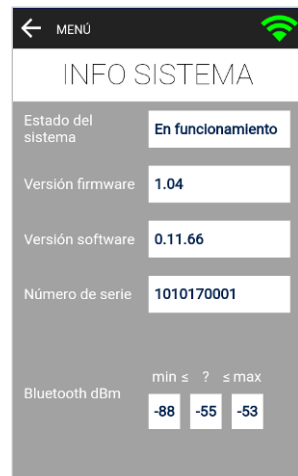 MENÚ
INFO SISTEMA
Estado del
sistema
En funcionamiento
Versión firmware
1.04
Versión software
0.11.66
Número de serie
1010170001
min ≤ ? ≤ max
Bluetooth dBm
-88 -55 -53